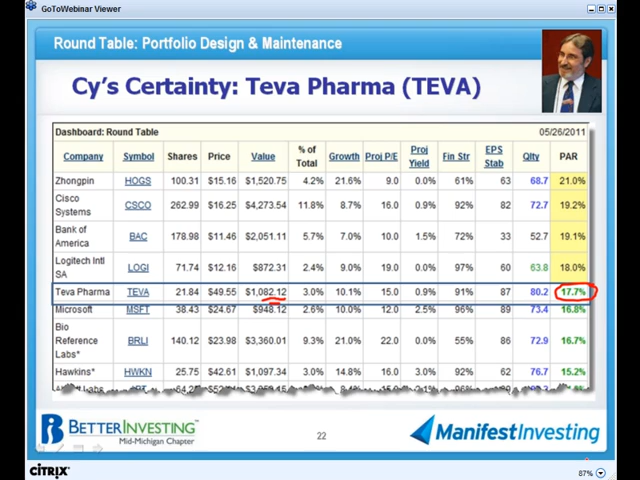 GoToWebinar Viewer
Round Table: Portfolio Design & Maintenance
Cy's Certainty: Teva Pharma (TEVA)
Dashboard: Round Table 05/26/2011
Company Symbol Shares Price Value % of Total Growth Proj P/E Proj Yield Fin Str EPS Stab Qlty PAR
Zhongpin HOGS 100.31 $15.16 $1,520.75 4.2% 21.6% 9.0 0.0% 61% 63 68.7 21.0%
Cisco Systems CSCO 262.99 $16.25 $4,273.54 11.8% 8.7% 16.0 0.9% 92% 82 72.7 19.2%
Bank of America BAC 178.98 $11.46 $2,051.11 5.7% 7.0% 10.0 1.5% 72% 33 52.7 19.1%
Logitech Intl SA LOGI 71.74 $12.16 $872.31 2.4% 9.0% 19.0 0.0% 97% 60 63.8 18.0%
Teva Pharma TEVA 21.84 $49.55 $1,082.12 3.0% 10.1% 15.0 0.9% 91% 87 80.2 17.7%
Microsoft MSFT 38.43 $24.67 $948.12 2.6% 10.0% 12.0 2.5% 96% 89 73.4 16.8%
Bio Reference Labs* BRLI 140.12 $23.98 $3,360.01 9.3% 21.0% 22.0 0.0% 55% 86 72.9 16.7%
Hawkins* HWKN 25.75 $42.61 $1,097.34 3.0% 14.8% 16.0 3.0% 92% 62 76.7 15.2%
BETTERINVESTING™
Mid-Michigan Chapter
22
ManifestInvesting
CİTRIX
87%